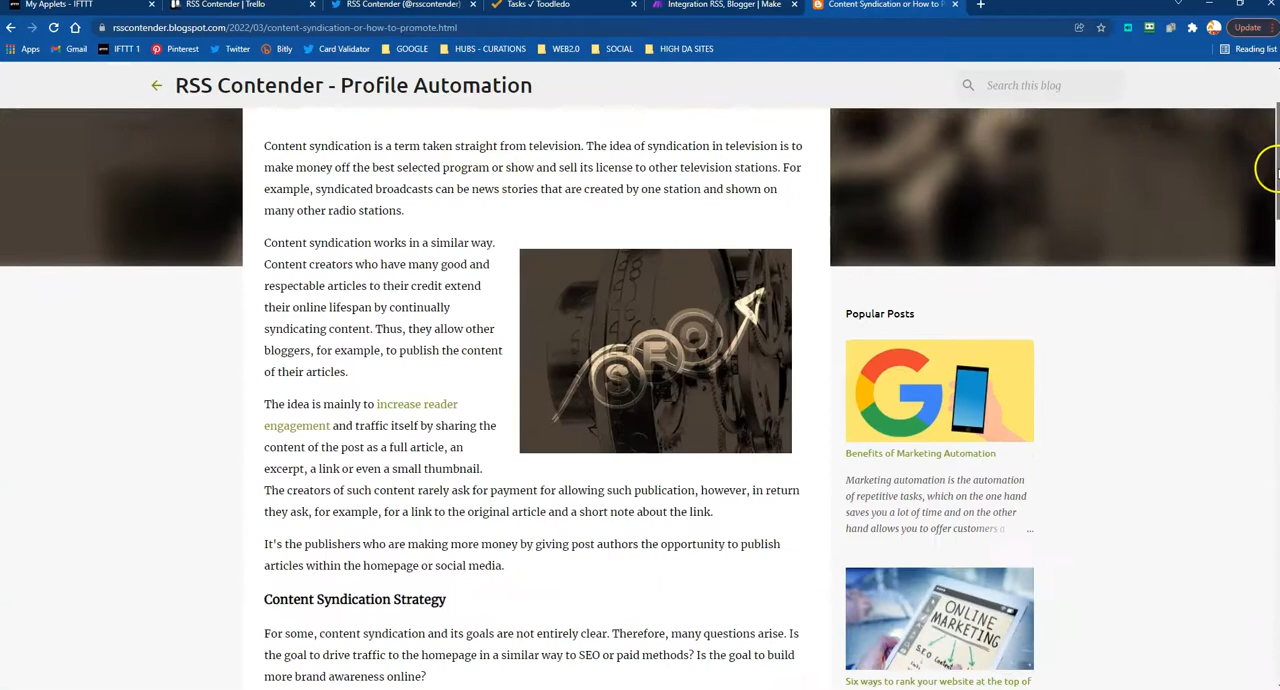 My Applets - IFTTT
RSS Contender | Trello
RSS Contender (@rsscontender)
Tasks ✓ Toodledo
Integration RSS, Blogger | Make
Content Syndication or How to P
rsscontender.blogspot.com/2022/03/content-syndication-or-how-to-promote.html
Update
Apps
Gmail
IFTTT 1
Pinterest
Twitter
Bitly
Card Validator
GOOGLE
HUBS - CURATIONS
WEB2.0
SOCIAL
HIGH DA SITES
Reading list
RSS Contender - Profile Automation
Search this blog
Content syndication is a term taken straight from television. The idea of syndication in television is to
make money off the best selected program or show and sell its license to other television stations. For
example, syndicated broadcasts can be news stories that are created by one station and shown on
many other radio stations.
Content syndication works in a similar way.
Content creators who have many good and
respectable articles to their credit extend
their online lifespan by continually
syndicating content. Thus, they allow other
bloggers, for example, to publish the content
of their articles.
SEO
The idea is mainly to increase reader
engagement and traffic itself by sharing the
content of the post as a full article, an
excerpt, a link or even a small thumbnail.
The creators of such content rarely ask for payment for allowing such publication, however, in return
they ask, for example, for a link to the original article and a short note about the link.
It's the publishers who are making more money by giving post authors the opportunity to publish
articles within the homepage or social media.
Content Syndication Strategy
For some, content syndication and its goals are not entirely clear. Therefore, many questions arise. Is
the goal to drive traffic to the homepage in a similar way to SEO or paid methods? Is the goal to build
more brand awareness online?
Popular Posts
G
Benefits of Marketing Automation
Marketing automation is the automation
of repetitive tasks, which on the one hand
saves you a lot of time and on the other
hand allows you to offer customers a ...
ONLINE
MARKETING
Six ways to rank your website at the top of